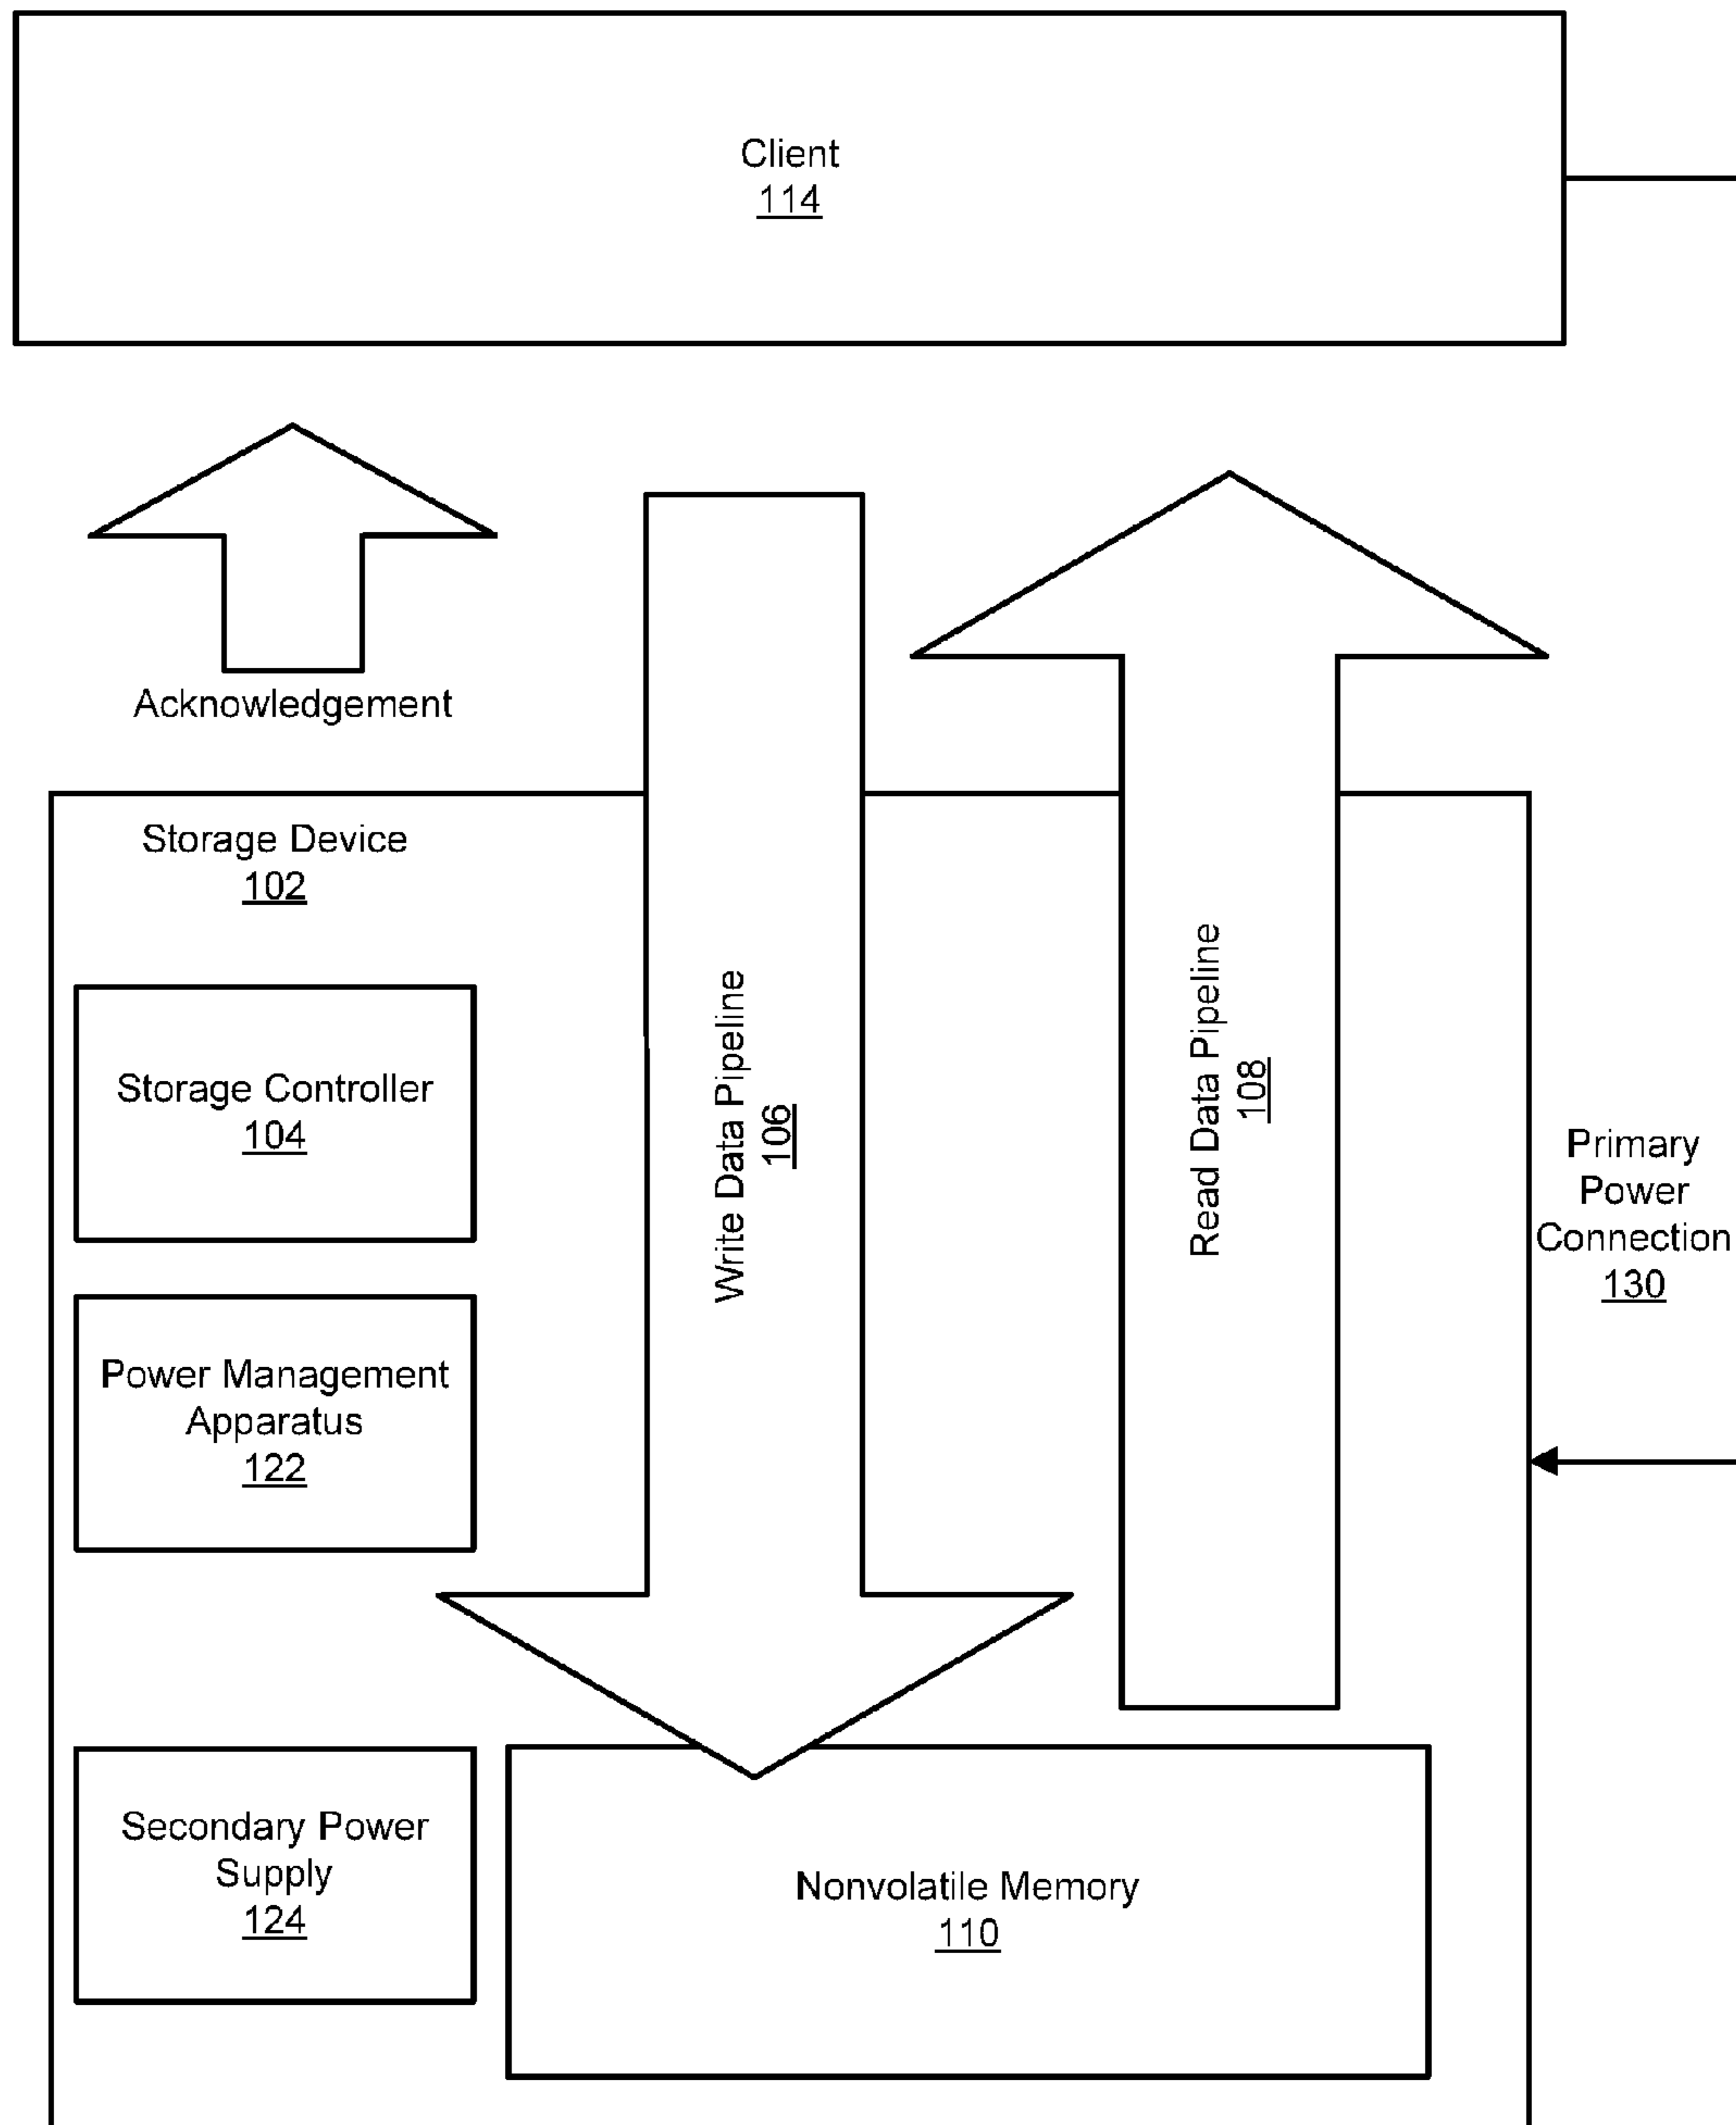 Client
114
Acknowledgement
Storage Device
102
Storage Controller
104
Power Management
Apparatus
122
Secondary Power
Supply
124
Write Data Pipeline
106
Read Data Pipeline
108
Nonvolatile Memory
110
Primary
Power
Connection
130